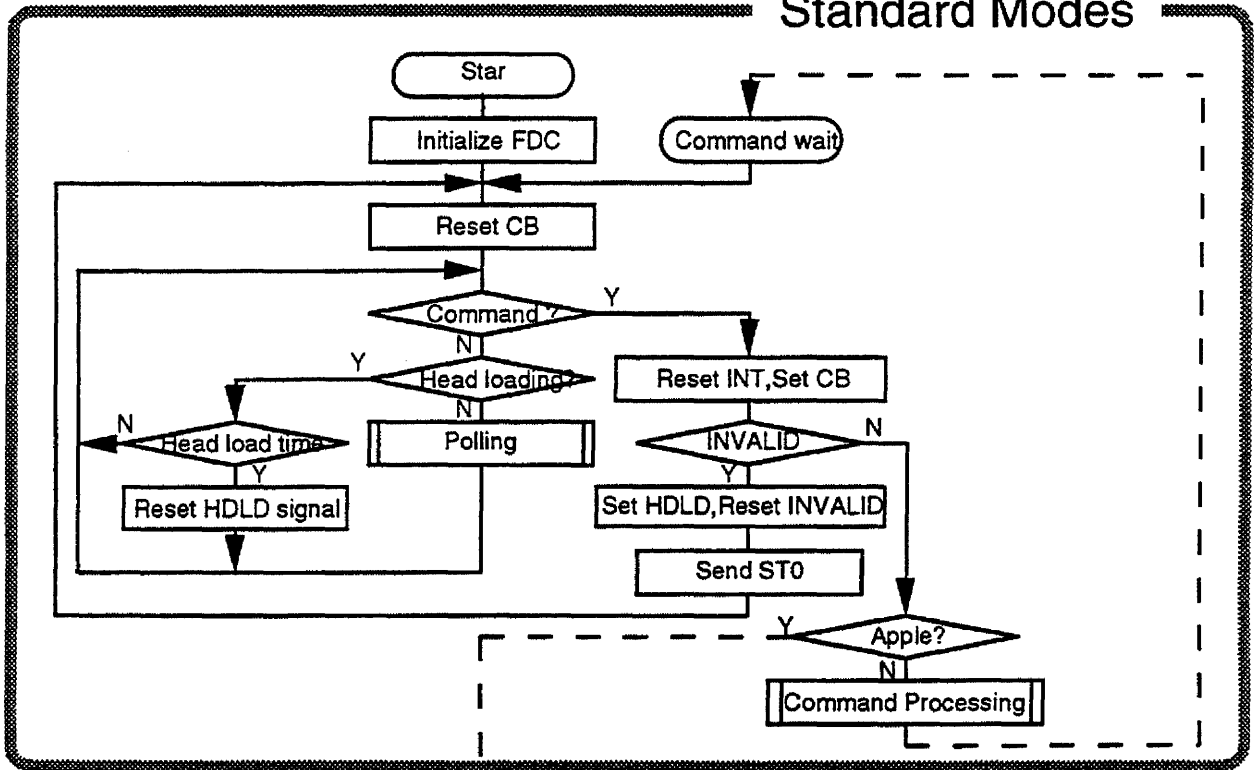 Standard Modes
Star
Initialize FDC
Command wait
Reset CB
Command ?
Y
N
Y
Head loading?
Reset INT,Set CB
N
N
Head load time
Polling
INVALID
N
Y
Y
Reset HDLD signal
Set HDLD,Reset INVALID
Send ST0
Y
Apple?
N
Command Processing